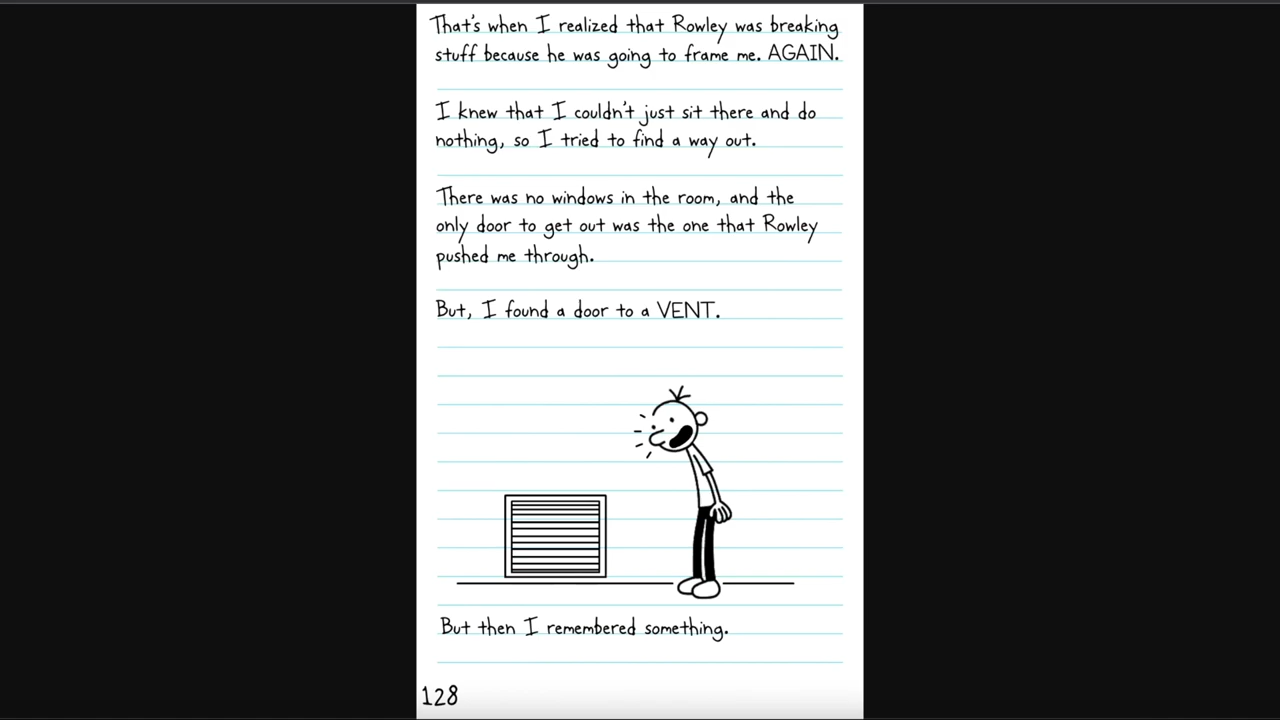 That's when I realized that Rowley was breaking
stuff because he was going to frame me. AGAIN.
I knew that I couldn't just sit there and do
nothing, so I tried to find a way out.
There was no windows in the room, and the
only door to get out was the one that Rowley
pushed me through.
But, I found a door to a VENT.
But then I remembered something.
128